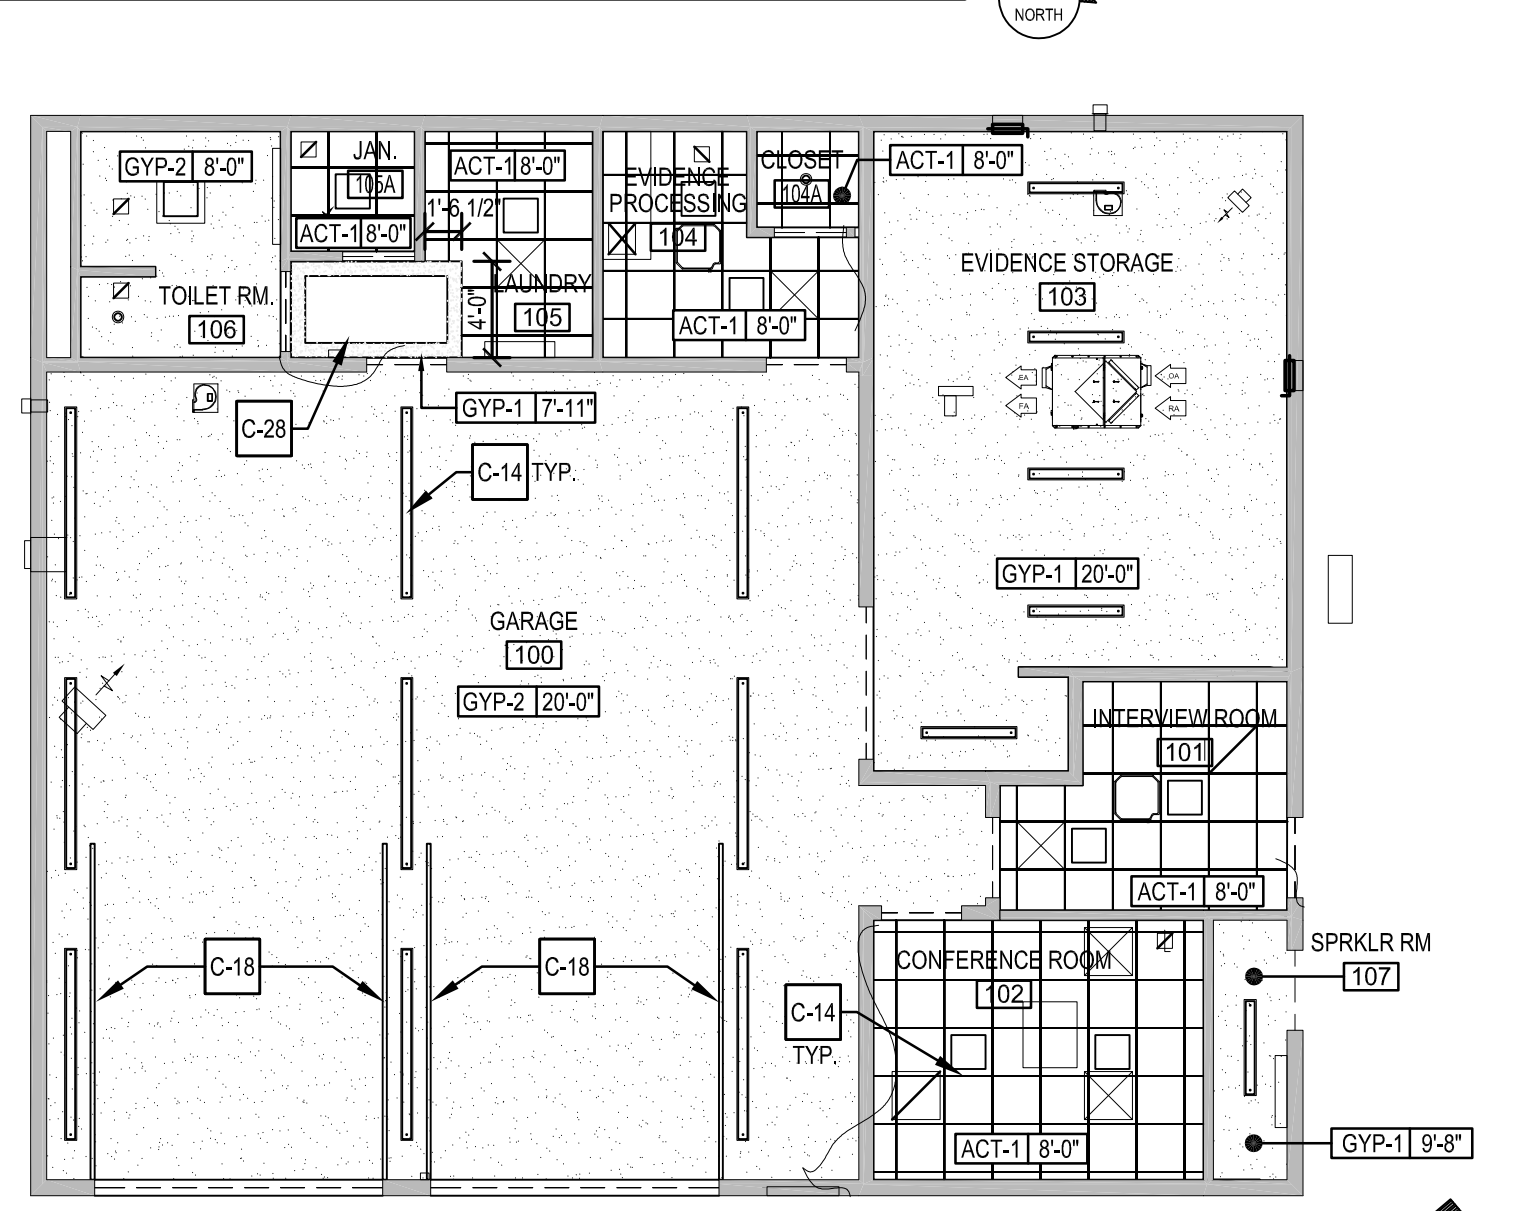 NORTH
GYP-2 8'-0"
JAN.
105A
ACT-1 8'-0"
ACT-1 8'-0"
1'-6 1/2"
EVIDENCE
PROCESSING
104
CLOSET
104A
ACT-1 8'-0"
EVIDENCE STORAGE
103
TOILET RM.
106
4'-0"
LAUNDRY
105
ACT-1 8'-0"
EA
FA
OA
RA
C-28
GYP-1 7'-11"
C-14 TYP.
GYP-1 20'-0"
GARAGE
100
GYP-2 20'-0"
INTERVIEW ROOM
101
ACT-1 8'-0"
C-18
C-18
C-14
TYP.
CONFERENCE ROOM
102
ACT-1 8'-0"
SPRKLR RM
107
GYP-1 9'-8"